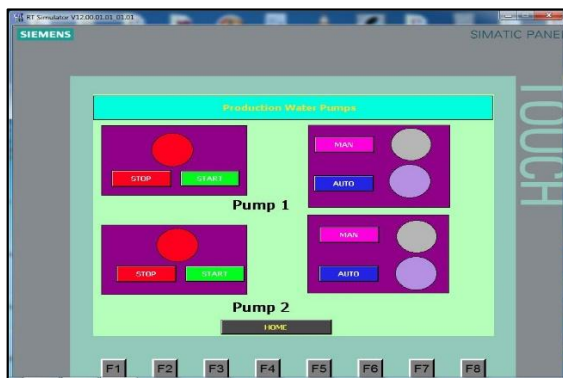 RT Simulator V12.00.01.01_01.01
SIEMENS
SIMATIC PANEL
TOUCH
Production Water Pumps
STOP
START
MAN
AUTO
Pump 1
STOP
START
MAN
AUTO
Pump 2
HOME
F1 F2 F3 F4 F5 F6 F7 F8